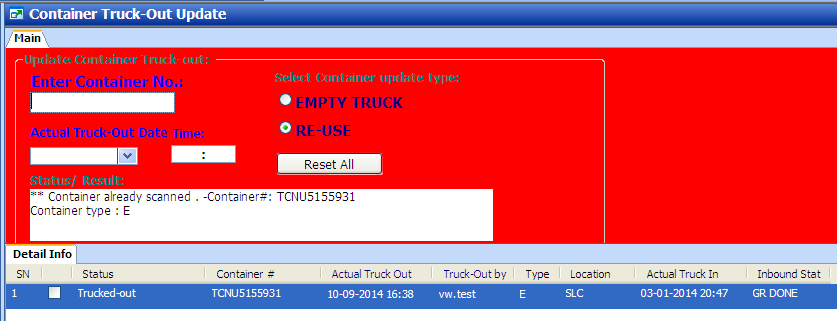 Container Truck-Out Update
Main
Update Container Truck-out:
Enter Container No.:
Select Container update type:
EMPTY TRUCK
Actual Truck-Out Date Time:
RE-USE
:
Reset All
Status/ Result:
** Container already scanned . -Container#: TCNU5155931
Container type : E
Detail Info
SN Status Container # Actual Truck Out Truck-Out by Type Location Actual Truck In Inbound Stat
1 Trucked-out TCNU5155931 10-09-2014 16:38 vw.test E SLC 03-01-2014 20:47 GR DONE